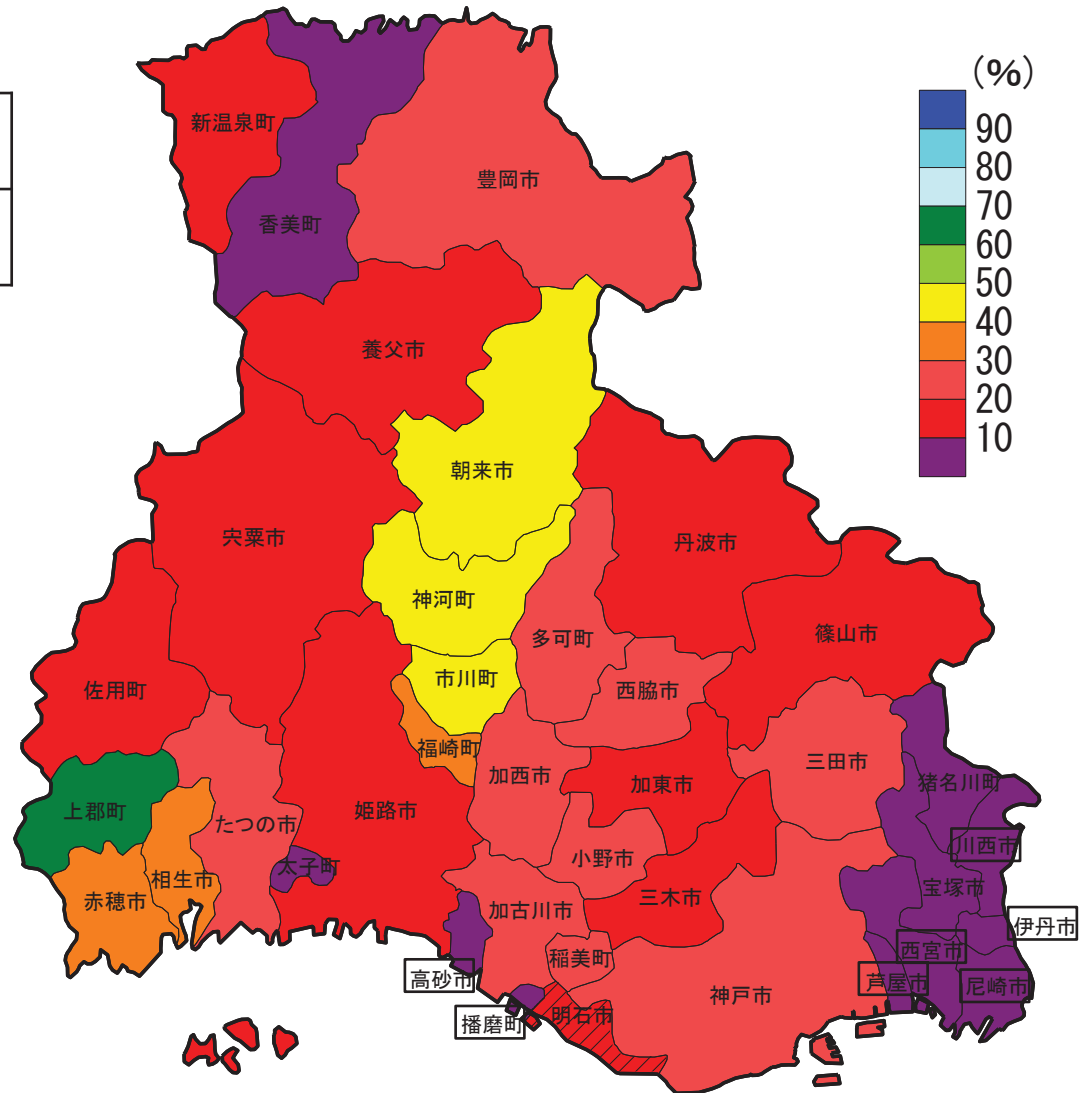 (%)
90
80
70
60
50
40
30
20
10
新温泉町
香美町
豊岡市
養父市
朝来市
宍粟市
丹波市
神河町
多可町
篠山市
市川町
西脇市
佐用町
福崎町
加西市
加東市
三田市
猪名川町
上郡町
たつの市
姫路市
川西市
小野市
太子町
相生市
赤穂市
宝塚市
三木市
加古川市
伊丹市
西宮市
稲美町
高砂市
芦屋市
尼崎市
神戸市
播磨町
明石市